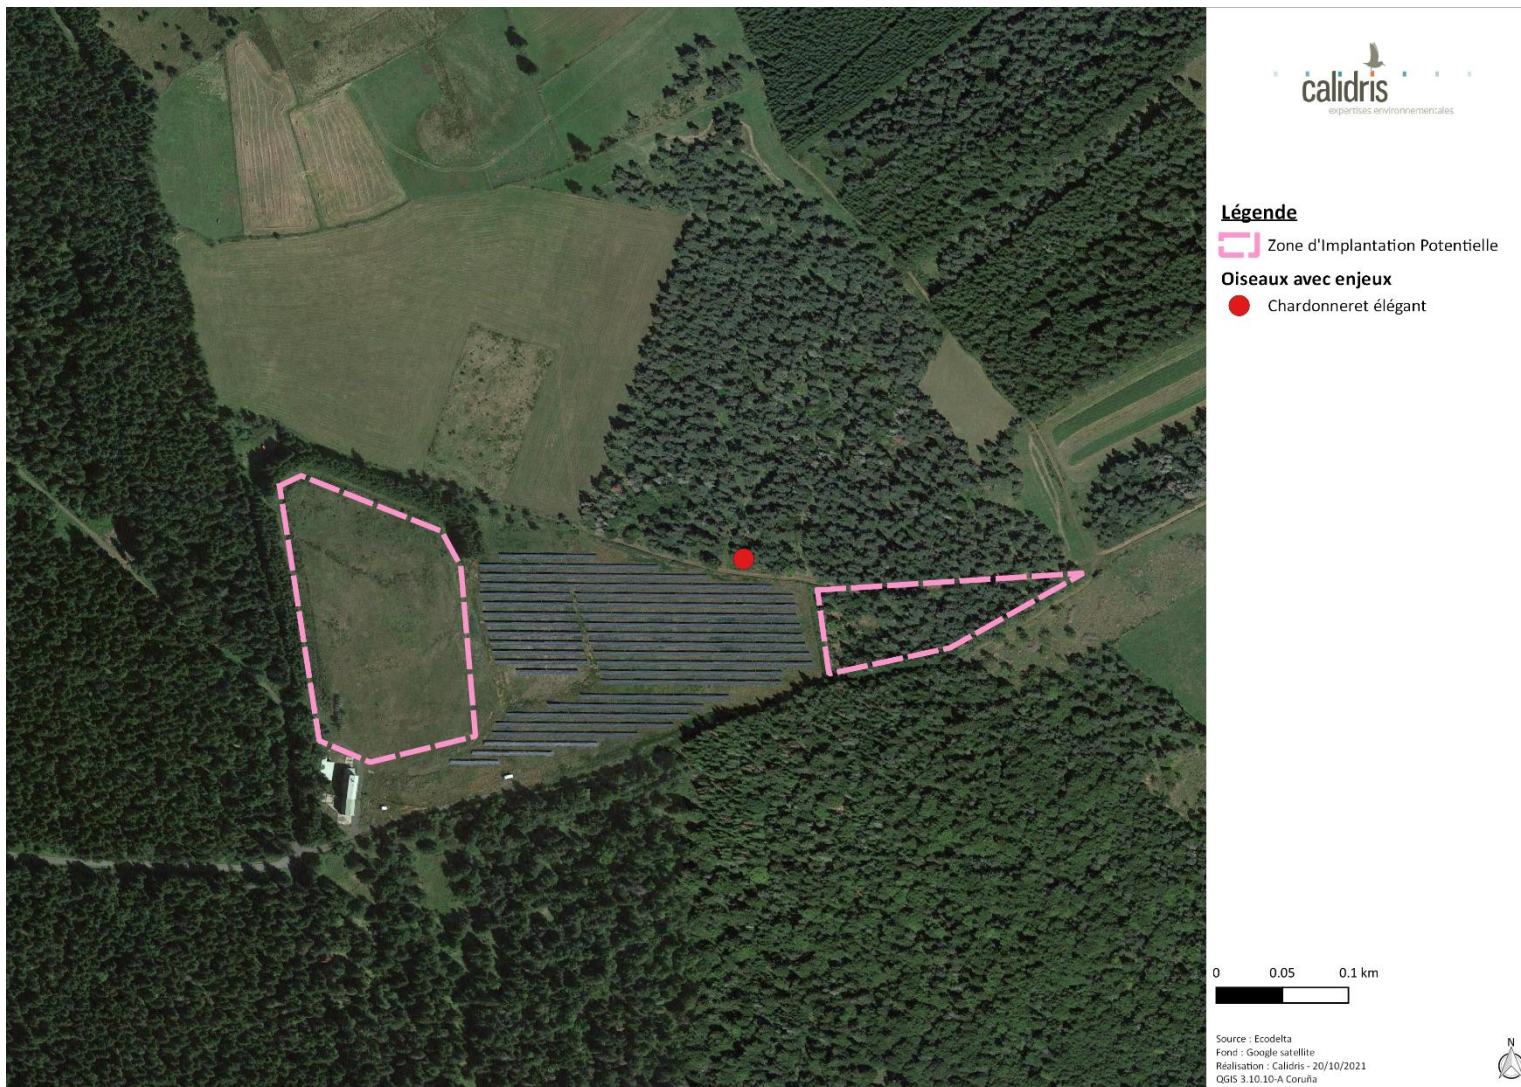 calidris
expertises environnementales
Légende
Zone d'Implantation Potentielle
Oiseaux avec enjeux
Chardonneret élégant
0 0.05 0.1 km
Source : Ecodelta
Fond : Google satellite
Réalisation : Calidris - 20/10/2021
QGIS 3.10.10-A Coruña
N